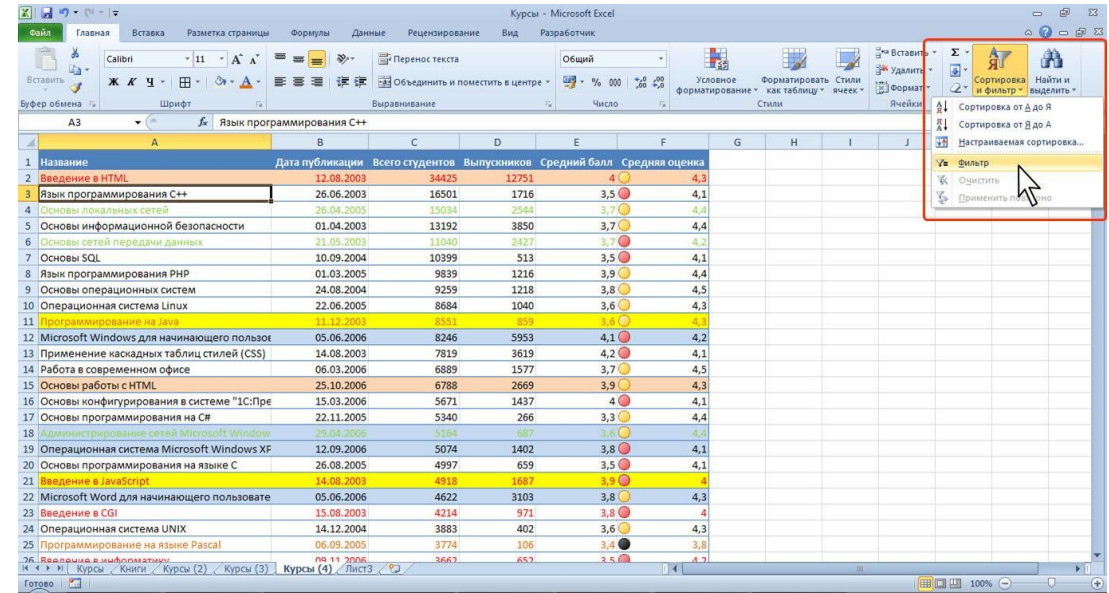 Курсы - Microsoft Excel
Файл Главная Вставка Разметка страницы Формулы Данные Рецензирование Вид Разработчик
Calibri 11 Перенос текста Общий Вставить
Вставить Ж К Ч Объединить и поместить в центре % 000 Условное форматирование Форматировать как таблицу Стили ячеек Удалить Формат Сортировка и фильтр Найти и выделить
Буфер обмена Шрифт Выравнивание Число Стили Ячейки
A3 fx Язык программирования C++
Сортировка от А до Я
Сортировка от Я до А
Настраиваемая сортировка...
Фильтр
Очистить
Применить
A B C D E F G H I J
1 Название Дата публикации Всего студентов Выпускников Средний балл Средняя оценка
2 Введение в HTML 12.08.2003 34425 12751 4 4,3
3 Язык программирования C++ 26.06.2003 16501 1716 3,5 4,1
4 Основы локальных сетей 26.04.2005 15034 2544 3,7 4,4
5 Основы информационной безопасности 01.04.2003 13192 3850 3,7 4,4
6 Основы сетей передачи данных 21.05.2003 11040 2427 3,7 4,2
7 Основы SQL 10.09.2004 10399 513 3,5 4,1
8 Язык программирования PHP 01.03.2005 9839 1216 3,9 4,4
9 Основы операционных систем 24.08.2004 9259 1218 3,8 4,5
10 Операционная система Linux 22.06.2005 8684 1040 3,6 4,3
11 Программирование на Java 11.12.2003 8551 859 3,6 4,3
12 Microsoft Windows для начинающего пользов 05.06.2006 8246 5953 4,1 4,2
13 Применение каскадных таблиц стилей (CSS) 14.08.2003 7819 3619 4,2 4,1
14 Работа в современном офисе 06.03.2006 6889 1577 3,7 4,5
15 Основы работы с HTML 25.10.2006 6788 2669 3,9 4,3
16 Основы конфигурирования в системе "1С:Пре 15.03.2006 5671 1437 4 4,1
17 Основы программирования на C# 22.11.2005 5340 266 3,3 4,4
18 Администрирование сетей Microsoft Window 29.04.2006 5164 687 3,6 4,4
19 Операционная система Microsoft Windows XP 12.09.2006 5074 1402 3,8 4,1
20 Основы программирования на языке C 26.08.2005 4997 659 3,5 4,1
21 Введение в JavaScript 14.08.2003 4918 1687 3,9 4
22 Microsoft Word для начинающего пользовате 05.06.2006 4622 3103 3,8 4,3
23 Введение в CGI 15.08.2003 4214 971 3,8 4
24 Операционная система UNIX 14.12.2004 3883 402 3,6 4,3
25 Программирование на языке Pascal 06.09.2005 3774 106 3,4 3,8
26 Введение в информатику 09.11.2006 3662 652 3,5 4,2
Курсы Книги Курсы (2) Курсы (3) Курсы (4) Лист3
Готово 100%